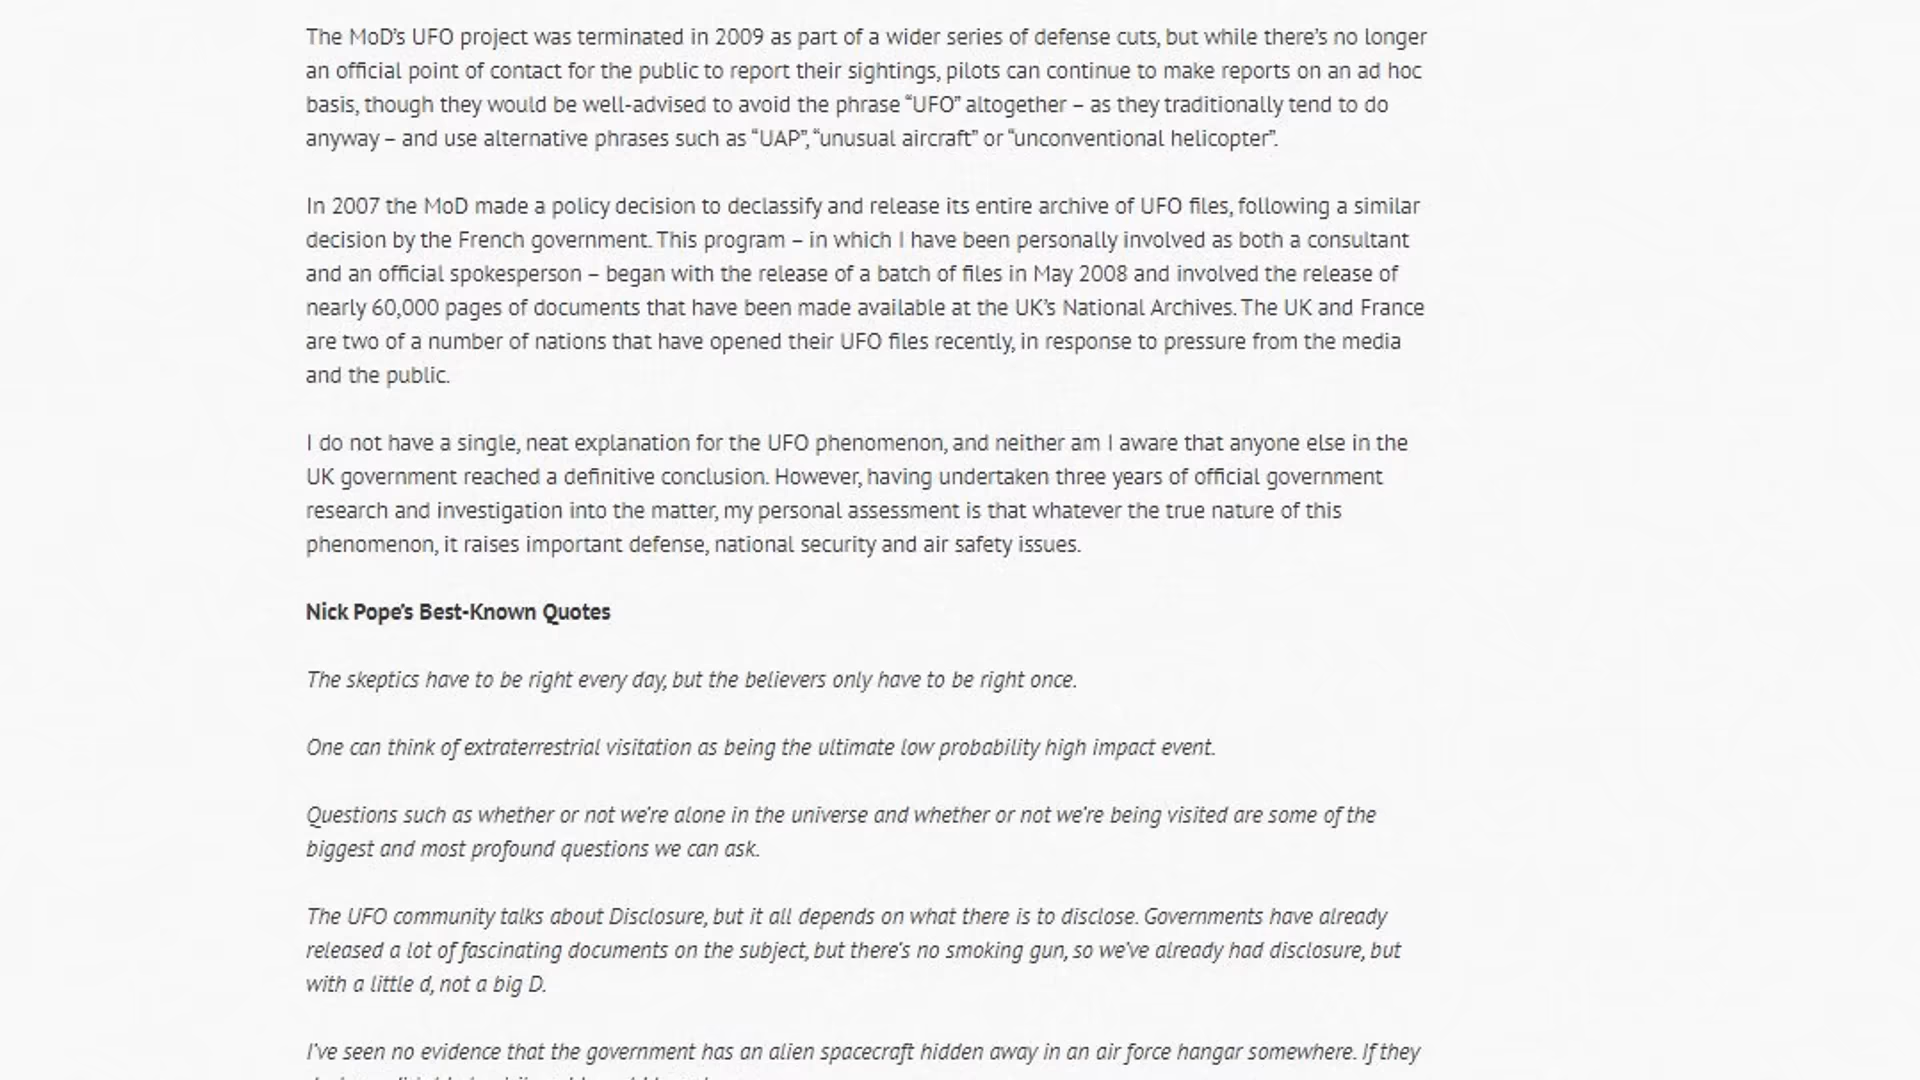 The MoD’s UFO project was terminated in 2009 as part of a wider series of defense cuts, but while there’s no longer
an official point of contact for the public to report their sightings, pilots can continue to make reports on an ad hoc
basis, though they would be well-advised to avoid the phrase “UFO” altogether – as they traditionally tend to do
anyway – and use alternative phrases such as “UAP”, “unusual aircraft” or “unconventional helicopter”.
In 2007 the MoD made a policy decision to declassify and release its entire archive of UFO files, following a similar
decision by the French government. This program – in which I have been personally involved as both a consultant
and an official spokesperson – began with the release of a batch of files in May 2008 and involved the release of
nearly 60,000 pages of documents that have been made available at the UK’s National Archives. The UK and France
are two of a number of nations that have opened their UFO files recently, in response to pressure from the media
and the public.
I do not have a single, neat explanation for the UFO phenomenon, and neither am I aware that anyone else in the
UK government reached a definitive conclusion. However, having undertaken three years of official government
research and investigation into the matter, my personal assessment is that whatever the true nature of this
phenomenon, it raises important defense, national security and air safety issues.
Nick Pope’s Best-Known Quotes
The skeptics have to be right every day, but the believers only have to be right once.
One can think of extraterrestrial visitation as being the ultimate low probability high impact event.
Questions such as whether or not we’re alone in the universe and whether or not we’re being visited are some of the
biggest and most profound questions we can ask.
The UFO community talks about Disclosure, but it all depends on what there is to disclose. Governments have already
released a lot of fascinating documents on the subject, but there’s no smoking gun, so we’ve already had disclosure, but
with a little d, not a big D.
I’ve seen no evidence that the government has an alien spacecraft hidden away in an air force hangar somewhere. If they